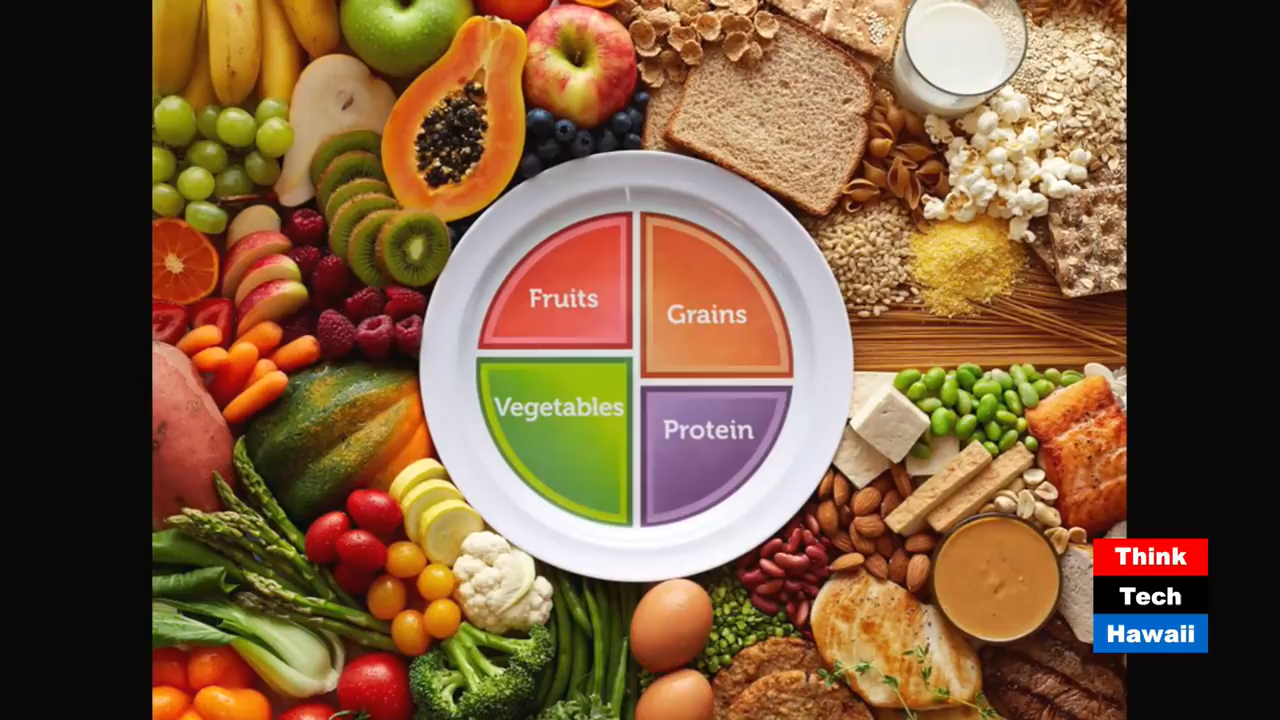 Fruits
Grains
Vegetables
Protein
Think
Tech
Hawaii